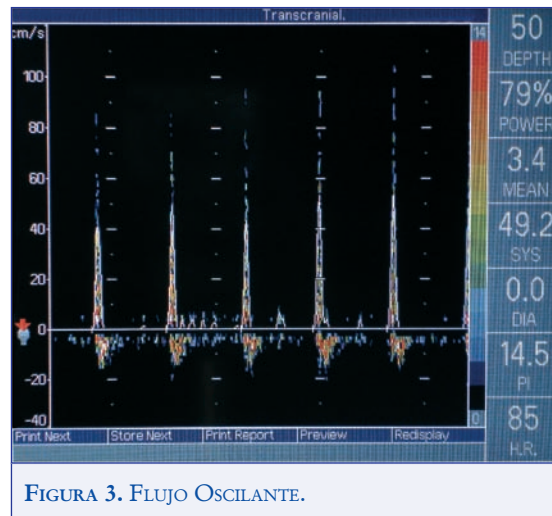 Transcranial.
cm/s
14
100
80
60
40
20
0
-20
-40
0
50
DEPTH
79%
POWER
3.4
MEAN
49.2
SYS
0.0
DIA
14.5
PI
85
H.R.
Print Next Store Next Print Report Preview Redisplay
FIGURA 3. FLUJO OSCILANTE.